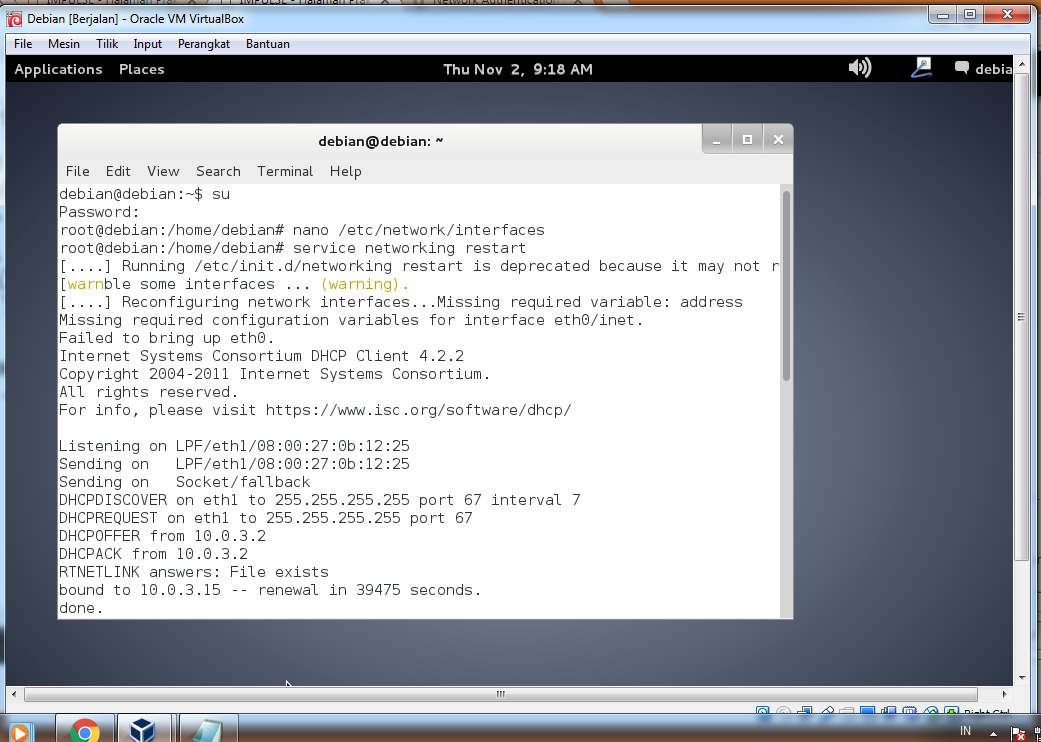 Debian [Berjalan] - Oracle VM VirtualBox
File Mesin Tilik Input Perangkat Bantuan
Applications Places Thu Nov 2, 9:18 AM debia
debian@debian: ~
File Edit View Search Terminal Help
debian@debian:~$ su
Password:
root@debian:/home/debian# nano /etc/network/interfaces
root@debian:/home/debian# service networking restart
[....] Running /etc/init.d/networking restart is deprecated because it may not r
[warnble some interfaces ... (warning).
[....] Reconfiguring network interfaces...Missing required variable: address
Missing required configuration variables for interface eth0/inet.
Failed to bring up eth0.
Internet Systems Consortium DHCP Client 4.2.2
Copyright 2004-2011 Internet Systems Consortium.
All rights reserved.
For info, please visit https://www.isc.org/software/dhcp/
Listening on LPF/eth1/08:00:27:0b:12:25
Sending on   LPF/eth1/08:00:27:0b:12:25
Sending on   Socket/fallback
DHCPDISCOVER on eth1 to 255.255.255.255 port 67 interval 7
DHCPREQUEST on eth1 to 255.255.255.255 port 67
DHCPOFFER from 10.0.3.2
DHCPACK from 10.0.3.2
RTNETLINK answers: File exists
bound to 10.0.3.15 -- renewal in 39475 seconds.
done.
Right Ctrl
IN